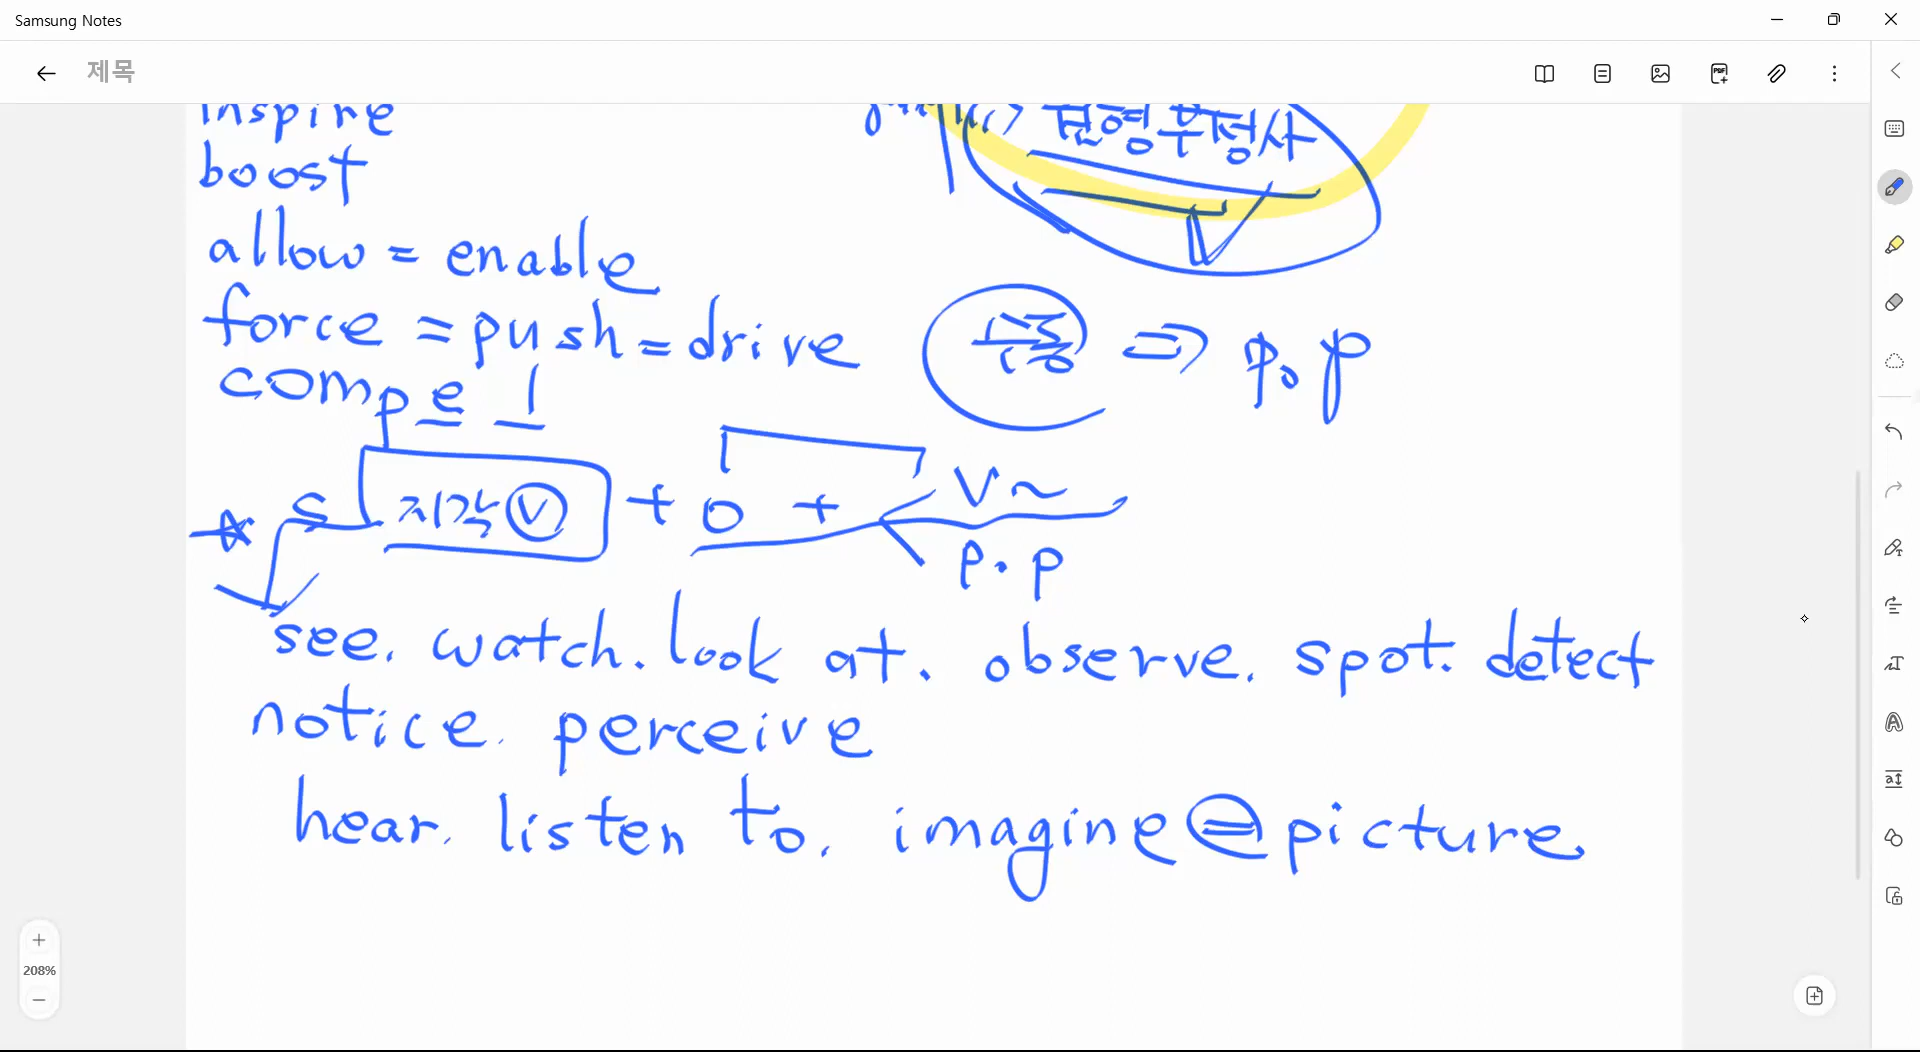 Samsung Notes
제목
inspire
boost
allow = enable
force = push = drive 수동 ⇒ p.p
compel
☆ S 지각ⓥ + O + V~
p.p
see. watch. look at. observe. spot. detect
notice. perceive
hear. listen to. imagine = picture
208%